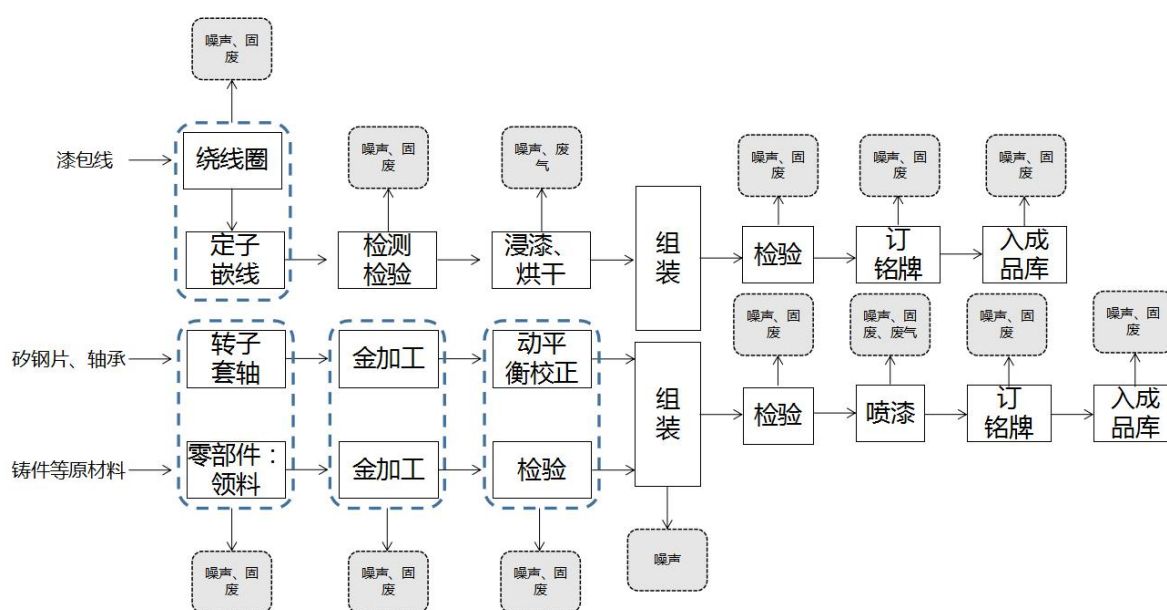 噪声、固
废
漆包线
绕线圈
定子
嵌线
噪声、固
废
检测
检验
噪声、废
气
浸漆、
烘干
组
装
噪声、固
废
检验
噪声、固
废
订
铭牌
噪声、固
废
入成
品库
矽钢片、轴承
转子
套轴
金加工
动平
衡校正
铸件等原材料
零部件：
领料
金加工
检验
组
装
噪声、固
废
检验
噪声、固
废、废气
喷漆
噪声、固
废
订
铭牌
噪声、固
废
入成
品库
噪声、固
废
噪声、固
废
噪声、固
废
噪声